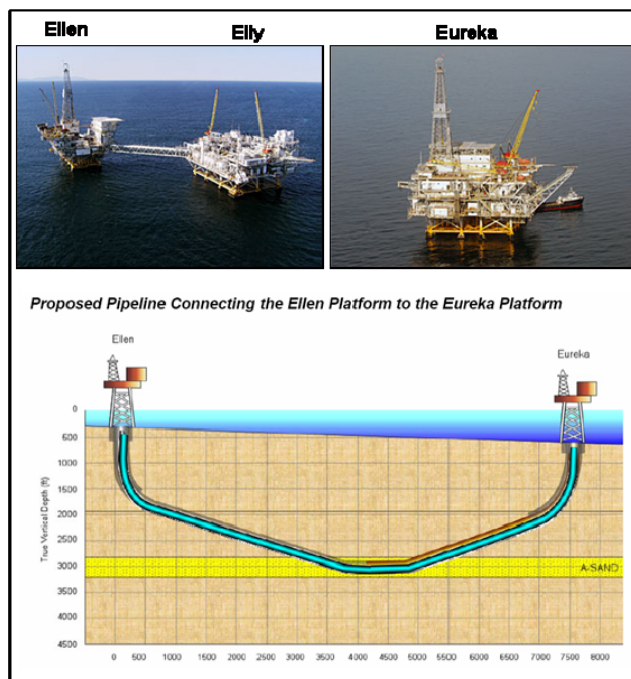 Ellen Elly Eureka
Proposed Pipeline Connecting the Ellen Platform to the Eureka Platform
Ellen
Eureka
0
500
1000
1500
2000
2500
3000
3500
4000
4500
True Vertical Depth (ft)
A-SAND
0 500 1000 1500 2000 2500 3000 3500 4000 4500 5000 5500 6000 6500 7000 7500 8000